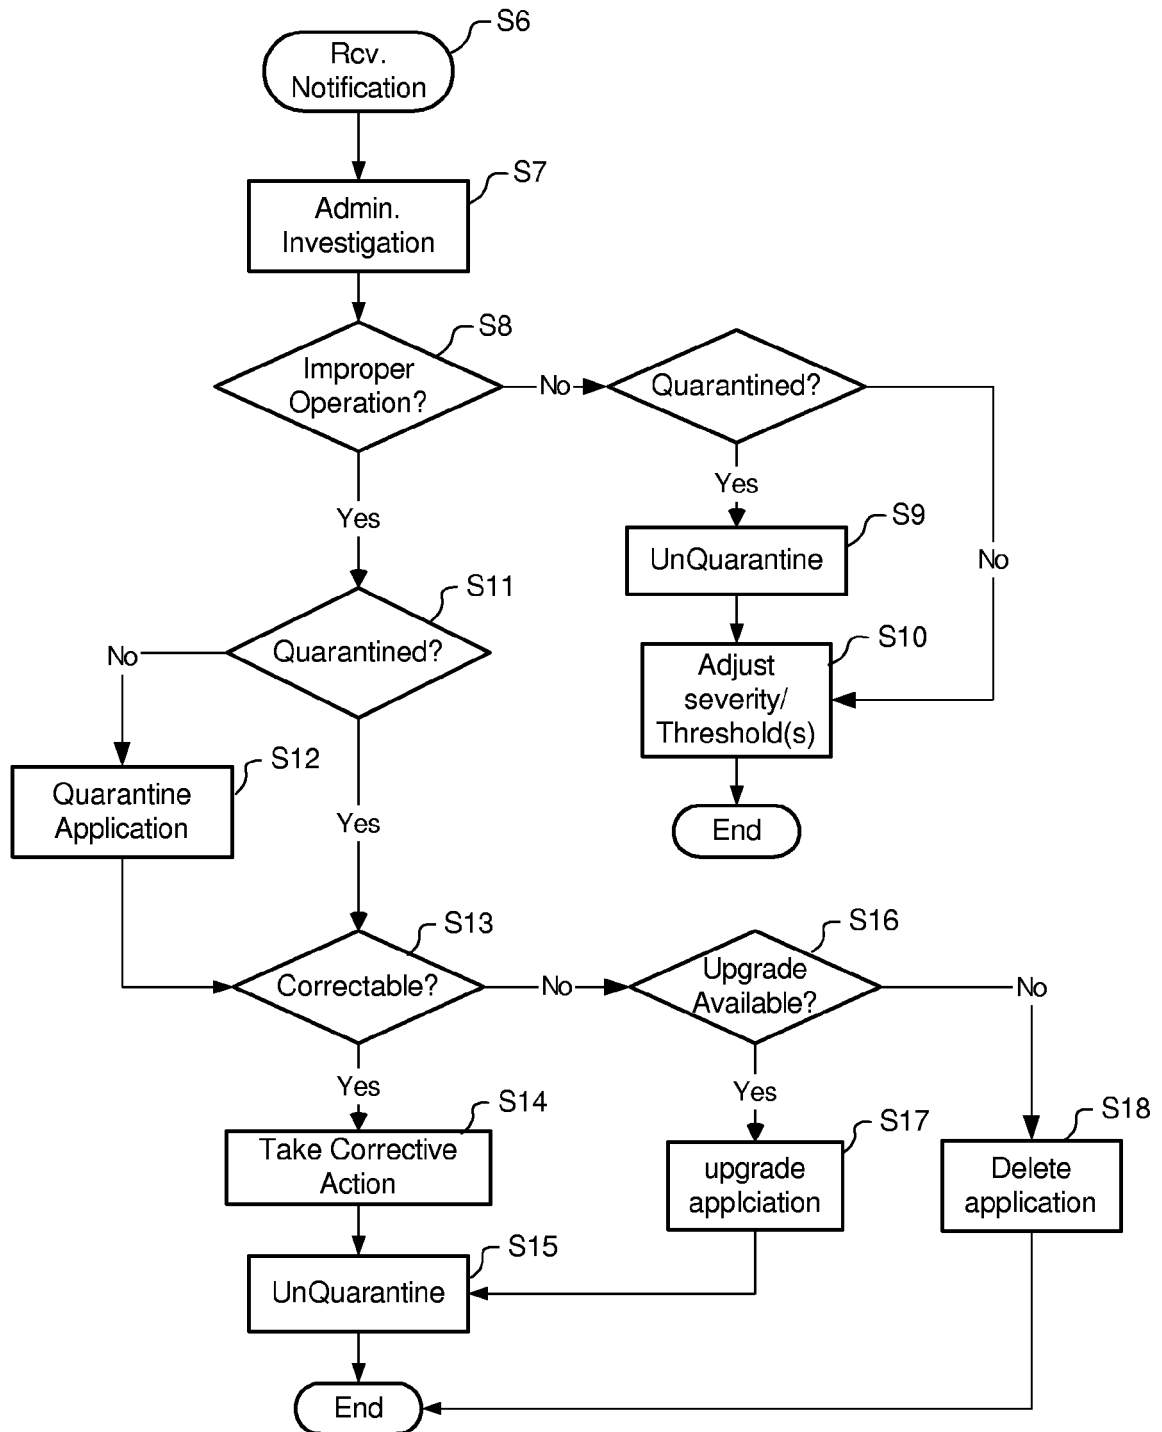 S6
Rcv.
Notification
S7
Admin.
Investigation
S8
Improper
Operation?
No
Quarantined?
Yes
Yes
S9
UnQuarantine
No
S11
Quarantined?
No
S10
Adjust
severity/
Threshold(s)
S12
Quarantine
Application
Yes
End
S13
Correctable?
No
S16
Upgrade
Available?
No
Yes
Yes
S14
Take Corrective
Action
S17
upgrade
applciation
S18
Delete
application
S15
UnQuarantine
End